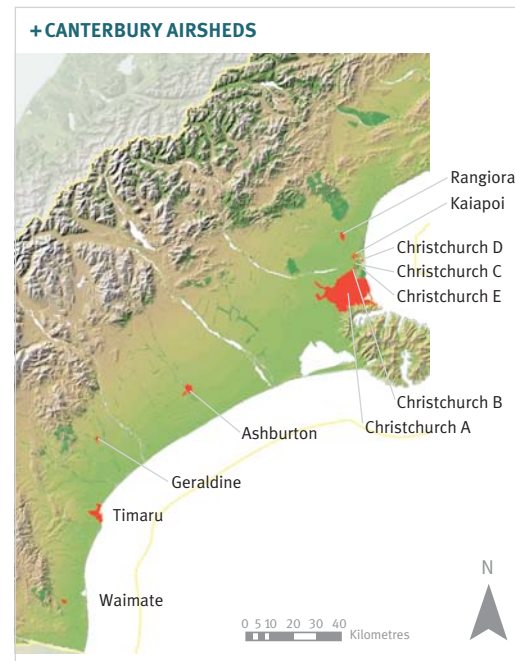 +CANTERBURY AIRSHEDS
Rangiora
Kaiapoi
Christchurch D
Christchurch C
Christchurch E
Christchurch B
Christchurch A
Ashburton
Geraldine
Timaru
Waimate
N
0 5 10 20 30 40 Kilometres